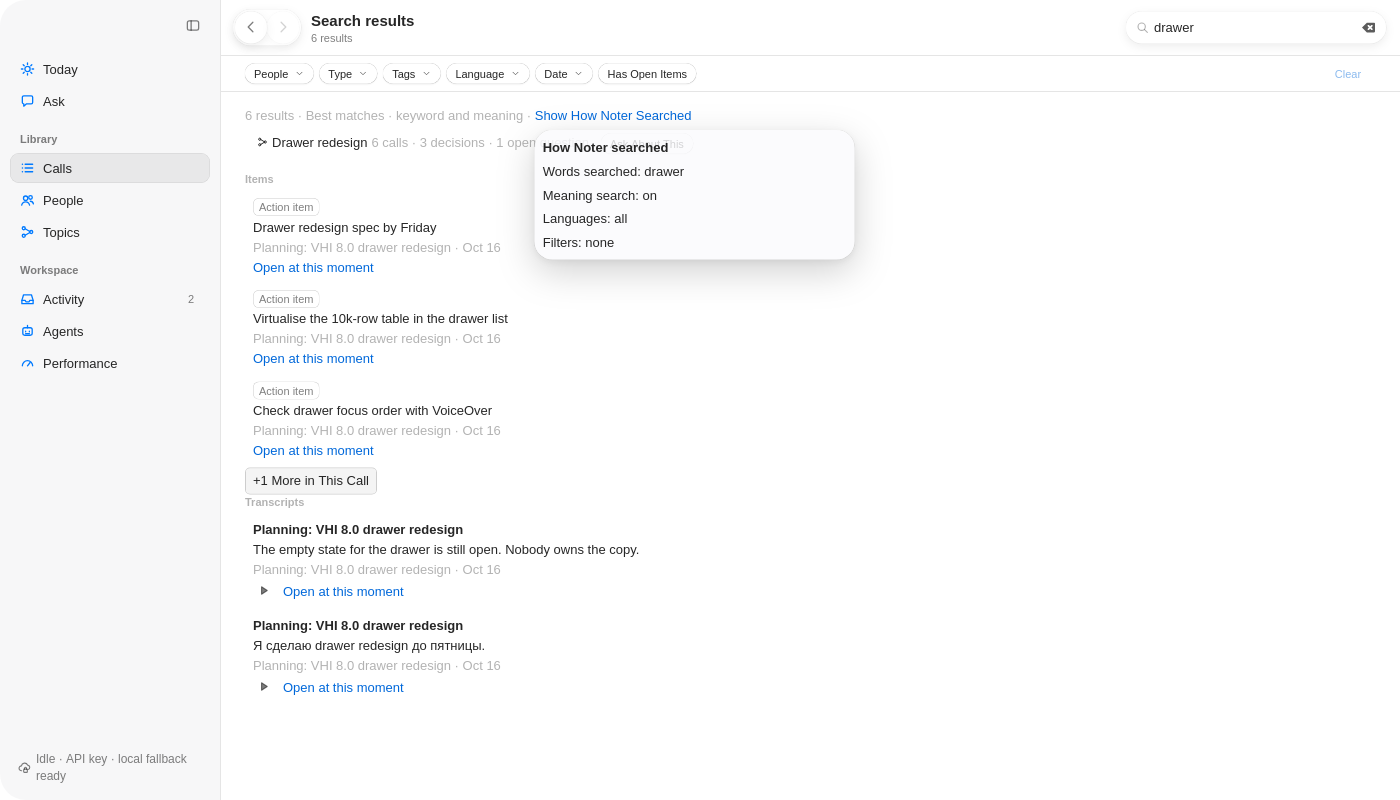 Search results
6 results
drawer
Today
Ask
Library
Calls
People
Topics
Workspace
Activity 2
Agents
Performance
Idle · API key · local fallback
ready
People Type Tags Language Date Has Open Items Clear
6 results · Best matches · keyword and meaning · Show How Noter Searched
Drawer redesign 6 calls · 3 decisions · 1 open
How Noter searched
Words searched: drawer
Meaning search: on
Languages: all
Filters: none
Items
Action item
Drawer redesign spec by Friday
Planning: VHI 8.0 drawer redesign · Oct 16
Open at this moment
Action item
Virtualise the 10k-row table in the drawer list
Planning: VHI 8.0 drawer redesign · Oct 16
Open at this moment
Action item
Check drawer focus order with VoiceOver
Planning: VHI 8.0 drawer redesign · Oct 16
Open at this moment
+1 More in This Call
Transcripts
Planning: VHI 8.0 drawer redesign
The empty state for the drawer is still open. Nobody owns the copy.
Planning: VHI 8.0 drawer redesign · Oct 16
Open at this moment
Planning: VHI 8.0 drawer redesign
Я сделаю drawer redesign до пятницы.
Planning: VHI 8.0 drawer redesign · Oct 16
Open at this moment